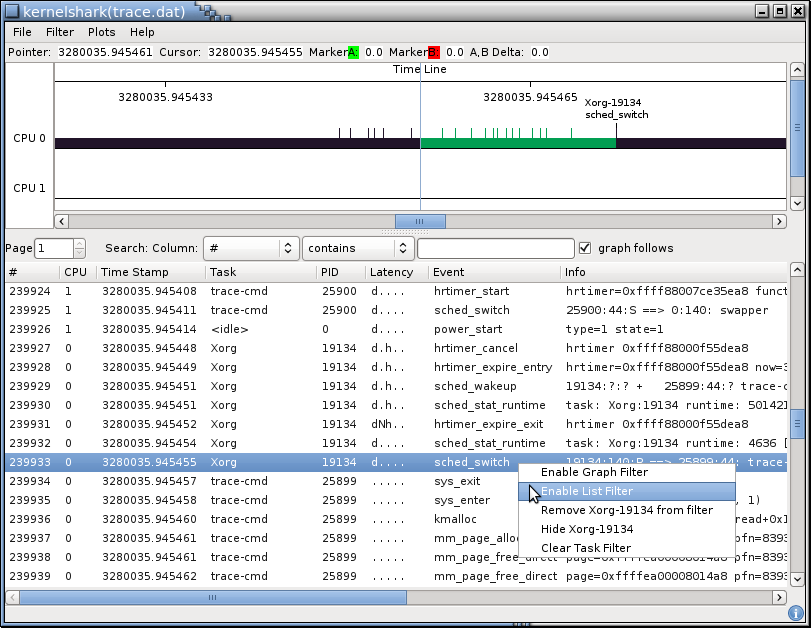 kernelshark(trace.dat)
File Filter Plots Help
Pointer: 3280035.945461 Cursor: 3280035.945455 MarkerA: 0.0 MarkerB: 0.0 A,B Delta: 0.0
Time Line
3280035.945433 3280035.945465
Xorg-19134
sched_switch
CPU 0
CPU 1
Page 1 Search: Column: # contains graph follows
# CPU Time Stamp Task PID Latency Event Info
239924 1 3280035.945408 trace-cmd 25900 d.... hrtimer_start hrtimer=0xffff88007ce35ea8 funct
239925 1 3280035.945411 trace-cmd 25900 d.... sched_switch 25900:44:S ==> 0:140: swapper
239926 1 3280035.945414 <idle> 0 d.... power_start type=1 state=1
239927 0 3280035.945448 Xorg 19134 d.h.. hrtimer_cancel hrtimer 0xffff88000f55dea8
239928 0 3280035.945449 Xorg 19134 d.h.. hrtimer_expire_entry hrtimer 0xffff88000f55dea8 now=3
239929 0 3280035.945451 Xorg 19134 d.h.. sched_wakeup 19134:?:? + 25899:44:? trace-c
239930 0 3280035.945451 Xorg 19134 d.h.. sched_stat_runtime task: Xorg:19134 runtime: 50142
239931 0 3280035.945452 Xorg 19134 dNh.. hrtimer_expire_exit hrtimer 0xffff88000f55dea8
239932 0 3280035.945454 Xorg 19134 d.... sched_stat_runtime task: Xorg:19134 runtime: 4636 [
239933 0 3280035.945455 Xorg 19134 d.... sched_switch 19134:140:R ==> 25899:44: trace-
239934 0 3280035.945457 trace-cmd 25899 ..... sys_exit
239935 0 3280035.945458 trace-cmd 25899 ..... sys_enter , 1)
239936 0 3280035.945460 trace-cmd 25899 ..... kmalloc read+0x1
239937 0 3280035.945461 trace-cmd 25899 ..... mm_page_alloc pfn=8393
239938 0 3280035.945461 trace-cmd 25899 ..... mm_page_free_direct page=0xffffea00008014a8 pfn=8393
239939 0 3280035.945462 trace-cmd 25899 ..... mm_page_free_direct page=0xffffea00008014a8 pfn=8393
Enable Graph Filter
Enable List Filter
Remove Xorg-19134 from filter
Hide Xorg-19134
Clear Task Filter